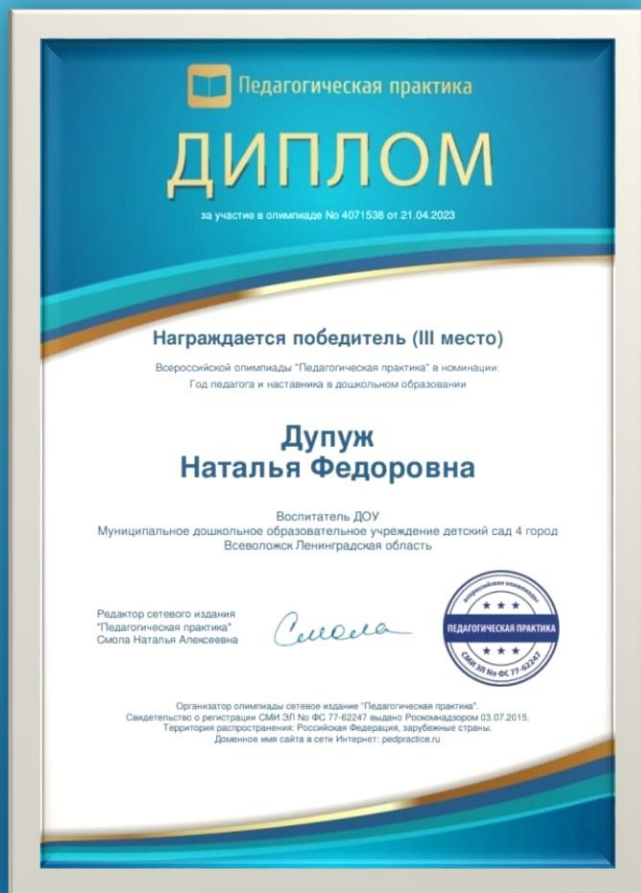 Педагогическая практика
ДИПЛОМ
за участие в олимпиаде No 4071538 от 21.04.2023
Награждается победитель (III место)
Всероссийской олимпиады "Педагогическая практика" в номинации:
Год педагога и наставника в дошкольном образовании
Дупуж
Наталья Федоровна
Воспитатель ДОУ
Муниципальное дошкольное образовательное учреждение детский сад 4 город
Всеволожск Ленинградская область
Редактор сетевого издания
"Педагогическая практика"
Смола Наталья Алексеевна
Смола
всероссийские олимпиады
ПЕДАГОГИЧЕСКАЯ ПРАКТИКА
СМИ ЭЛ No ФС 77-62247
Организатор олимпиады сетевое издание "Педагогическая практика".
Свидетельство о регистрации СМИ ЭЛ No ФС 77-62247 выдано Роскомнадзором 03.07.2015.
Территория распространения: Российская Федерация, зарубежные страны.
Доменное имя сайта в сети Интернет: pedpractice.ru